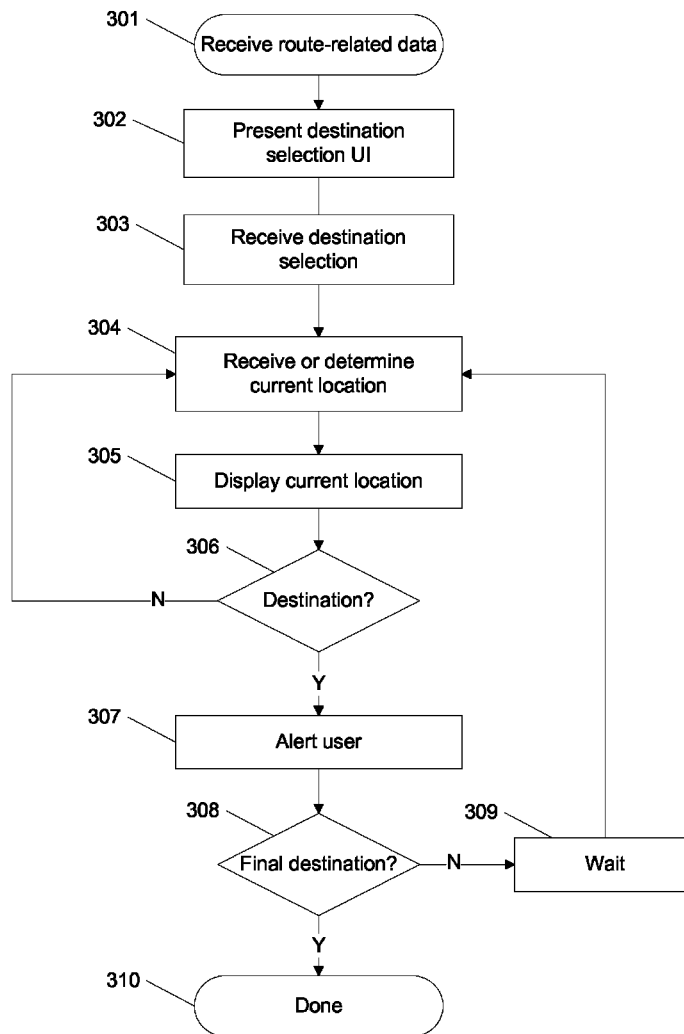 301
Receive route-related data
302
Present destination
selection UI
303
Receive destination
selection
304
Receive or determine
current location
305
Display current location
306
Destination?
N
Y
307
Alert user
308
309
Final destination?
N
Wait
Y
310
Done